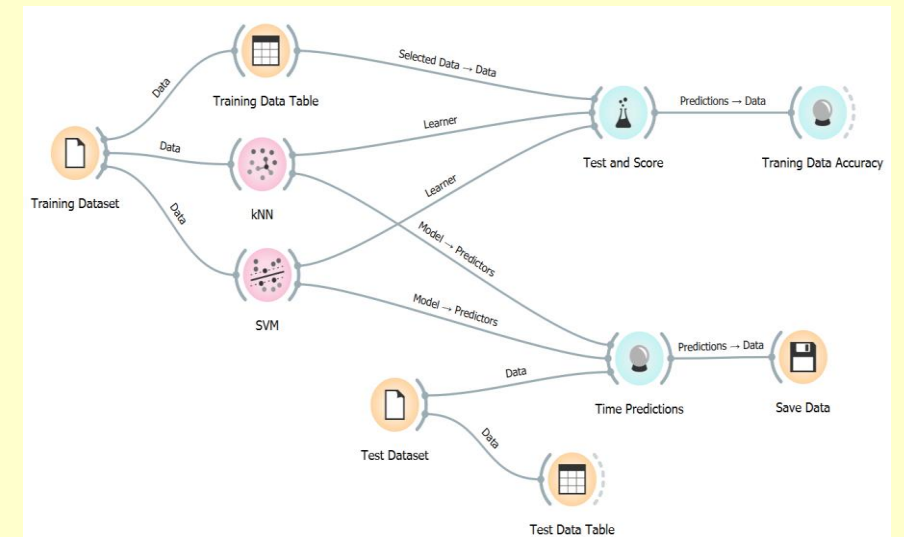 Data
Training Data Table
Selected Data → Data
Training Dataset
Data
kNN
Learner
Data
SVM
Learner
Test and Score
Predictions → Data
Traning Data Accuracy
Model → Predictors
Model → Predictors
Test Dataset
Data
Data
Test Data Table
Time Predictions
Predictions → Data
Save Data